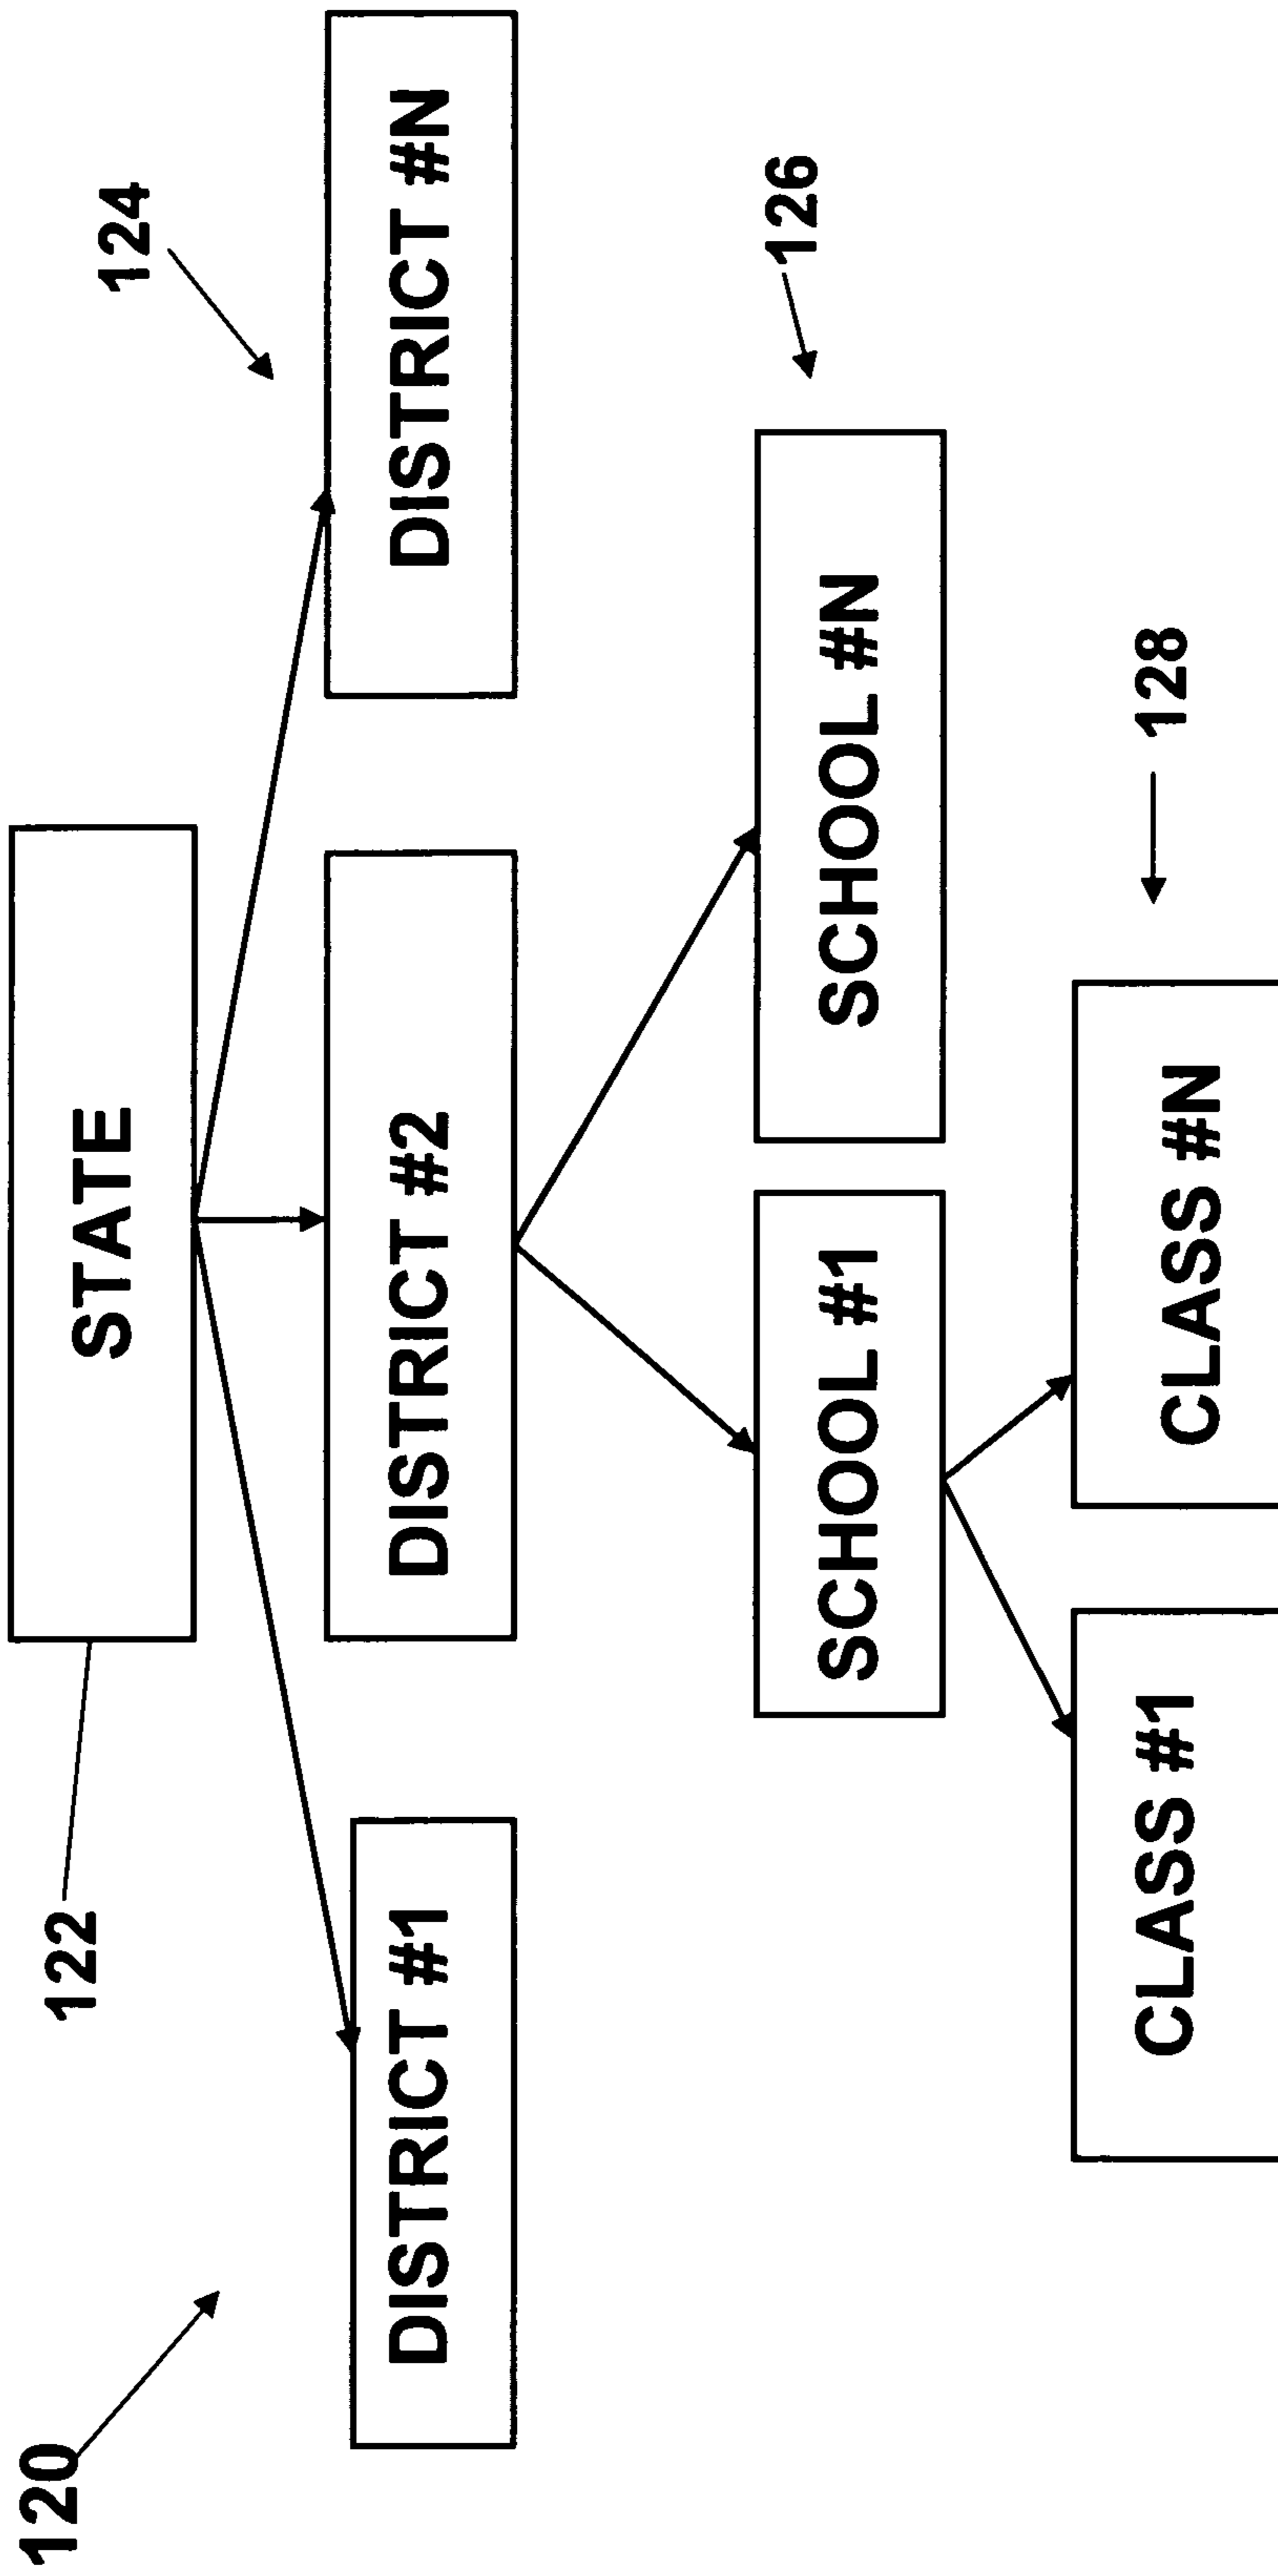 120
122
STATE
124
DISTRICT #1
DISTRICT #2
DISTRICT #N
126
SCHOOL #1
SCHOOL #N
128
CLASS #1
CLASS #N